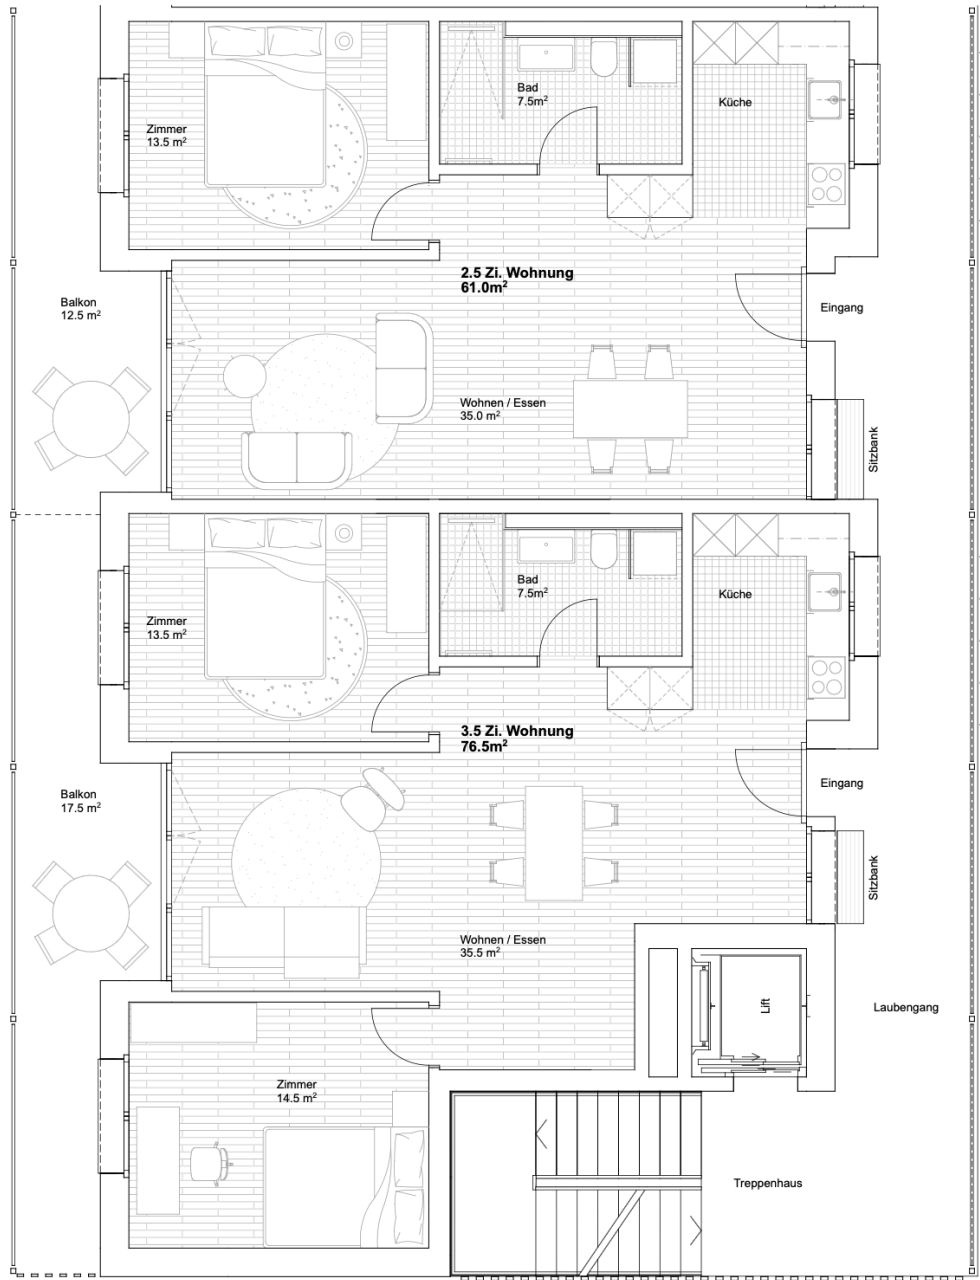 Bad
7.5m²
Küche
Zimmer
13.5 m²
2.5 Zi. Wohnung
61.0m²
Balkon
12.5 m²
Eingang
Wohnen / Essen
35.0 m²
Sitzbank
Bad
7.5m²
Küche
Zimmer
13.5 m²
3.5 Zi. Wohnung
76.5m²
Balkon
17.5 m²
Eingang
Sitzbank
Wohnen / Essen
35.5 m²
Lift
Laubengang
Zimmer
14.5 m²
Treppenhaus